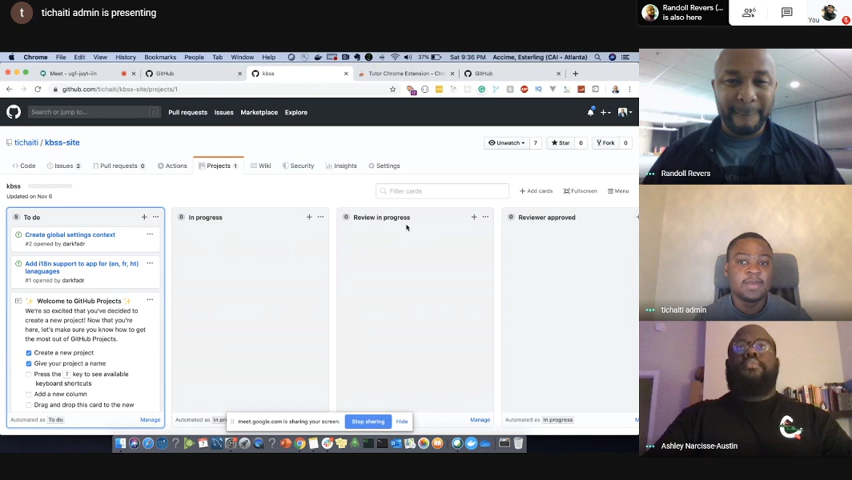 t tichaiti admin is presenting
Randoll Revers (...
is also here
You
Chrome File Edit View History Bookmarks People Tab Window Help
37% Sat 9:36 PM Accime, Esterling (CAI - Atlanta)
Meet - ugf-juyt-iin
GitHub
kbss
Tutor Chrome Extension - Ch
GitHub
github.com/tichaiti/kbss-site/projects/1
Search or jump to...
Pull requests Issues Marketplace Explore
tichaiti / kbss-site
Unwatch 7 Star 0 Fork 0
Code Issues 2 Pull requests 0 Actions Projects 1 Wiki Security Insights Settings
kbss
Updated on Nov 6
Filter cards
+ Add cards Fullscreen Menu
6 To do
Create global settings context
#2 opened by darkfadr
Add i18n support to app for (en, fr, ht)
lanaguages
#1 opened by darkfadr
✨ Welcome to GitHub Projects ✨
We're so excited that you've decided to
create a new project! Now that you're
here, let's make sure you know how to
get the most out of GitHub Projects.
Create a new project
Give your project a name
Press the ? key to see available
keyboard shortcuts
Add a new column
Drag and drop this card to the new
Automated as To do Manage
0 In progress
Automated as In p
0 Review in progress
Manage
0 Reviewer approved
Automated as In progress
meet.google.com is sharing your screen. Stop sharing Hide
Randoll Revers
tichaiti admin
Ashley Narcisse-Austin